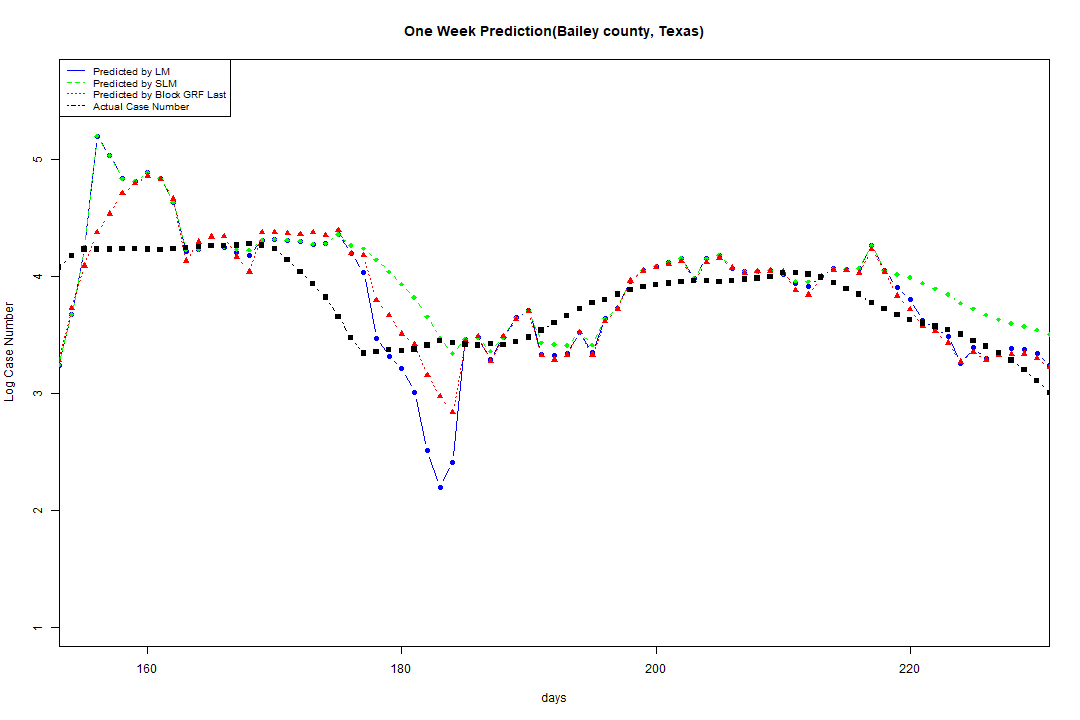 One Week Prediction(Bailey county, Texas)
Predicted by LM
Predicted by SLM
Predicted by Block GRF Last
Actual Case Number
5
4
3
2
1
Log Case Number
160 180 200 220
days